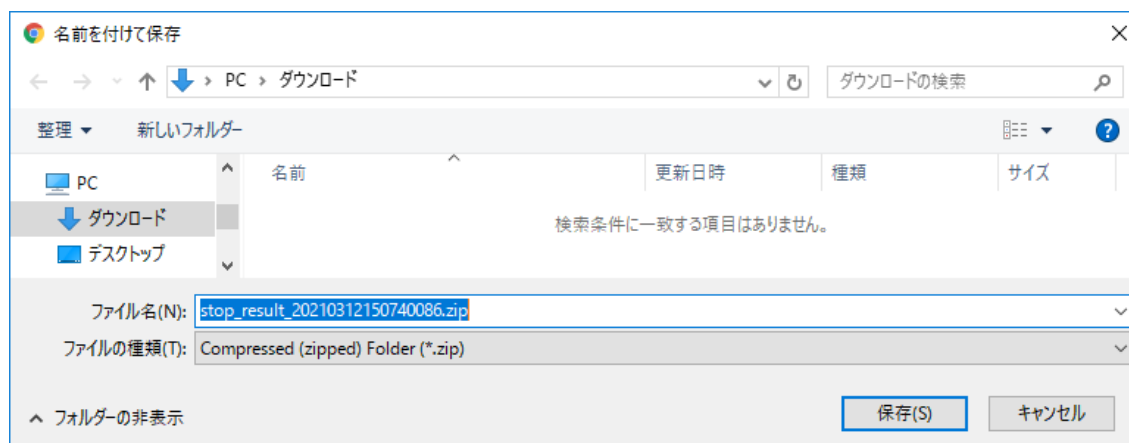 名前を付けて保存
PC > ダウンロード
ダウンロードの検索
整理
新しいフォルダー
名前 更新日時 種類 サイズ
PC
ダウンロード
デスクトップ
検索条件に一致する項目はありません。
ファイル名(N): stop_result_20210312150740086.zip
ファイルの種類(T): Compressed (zipped) Folder (*.zip)
フォルダーの非表示
保存(S)
キャンセル